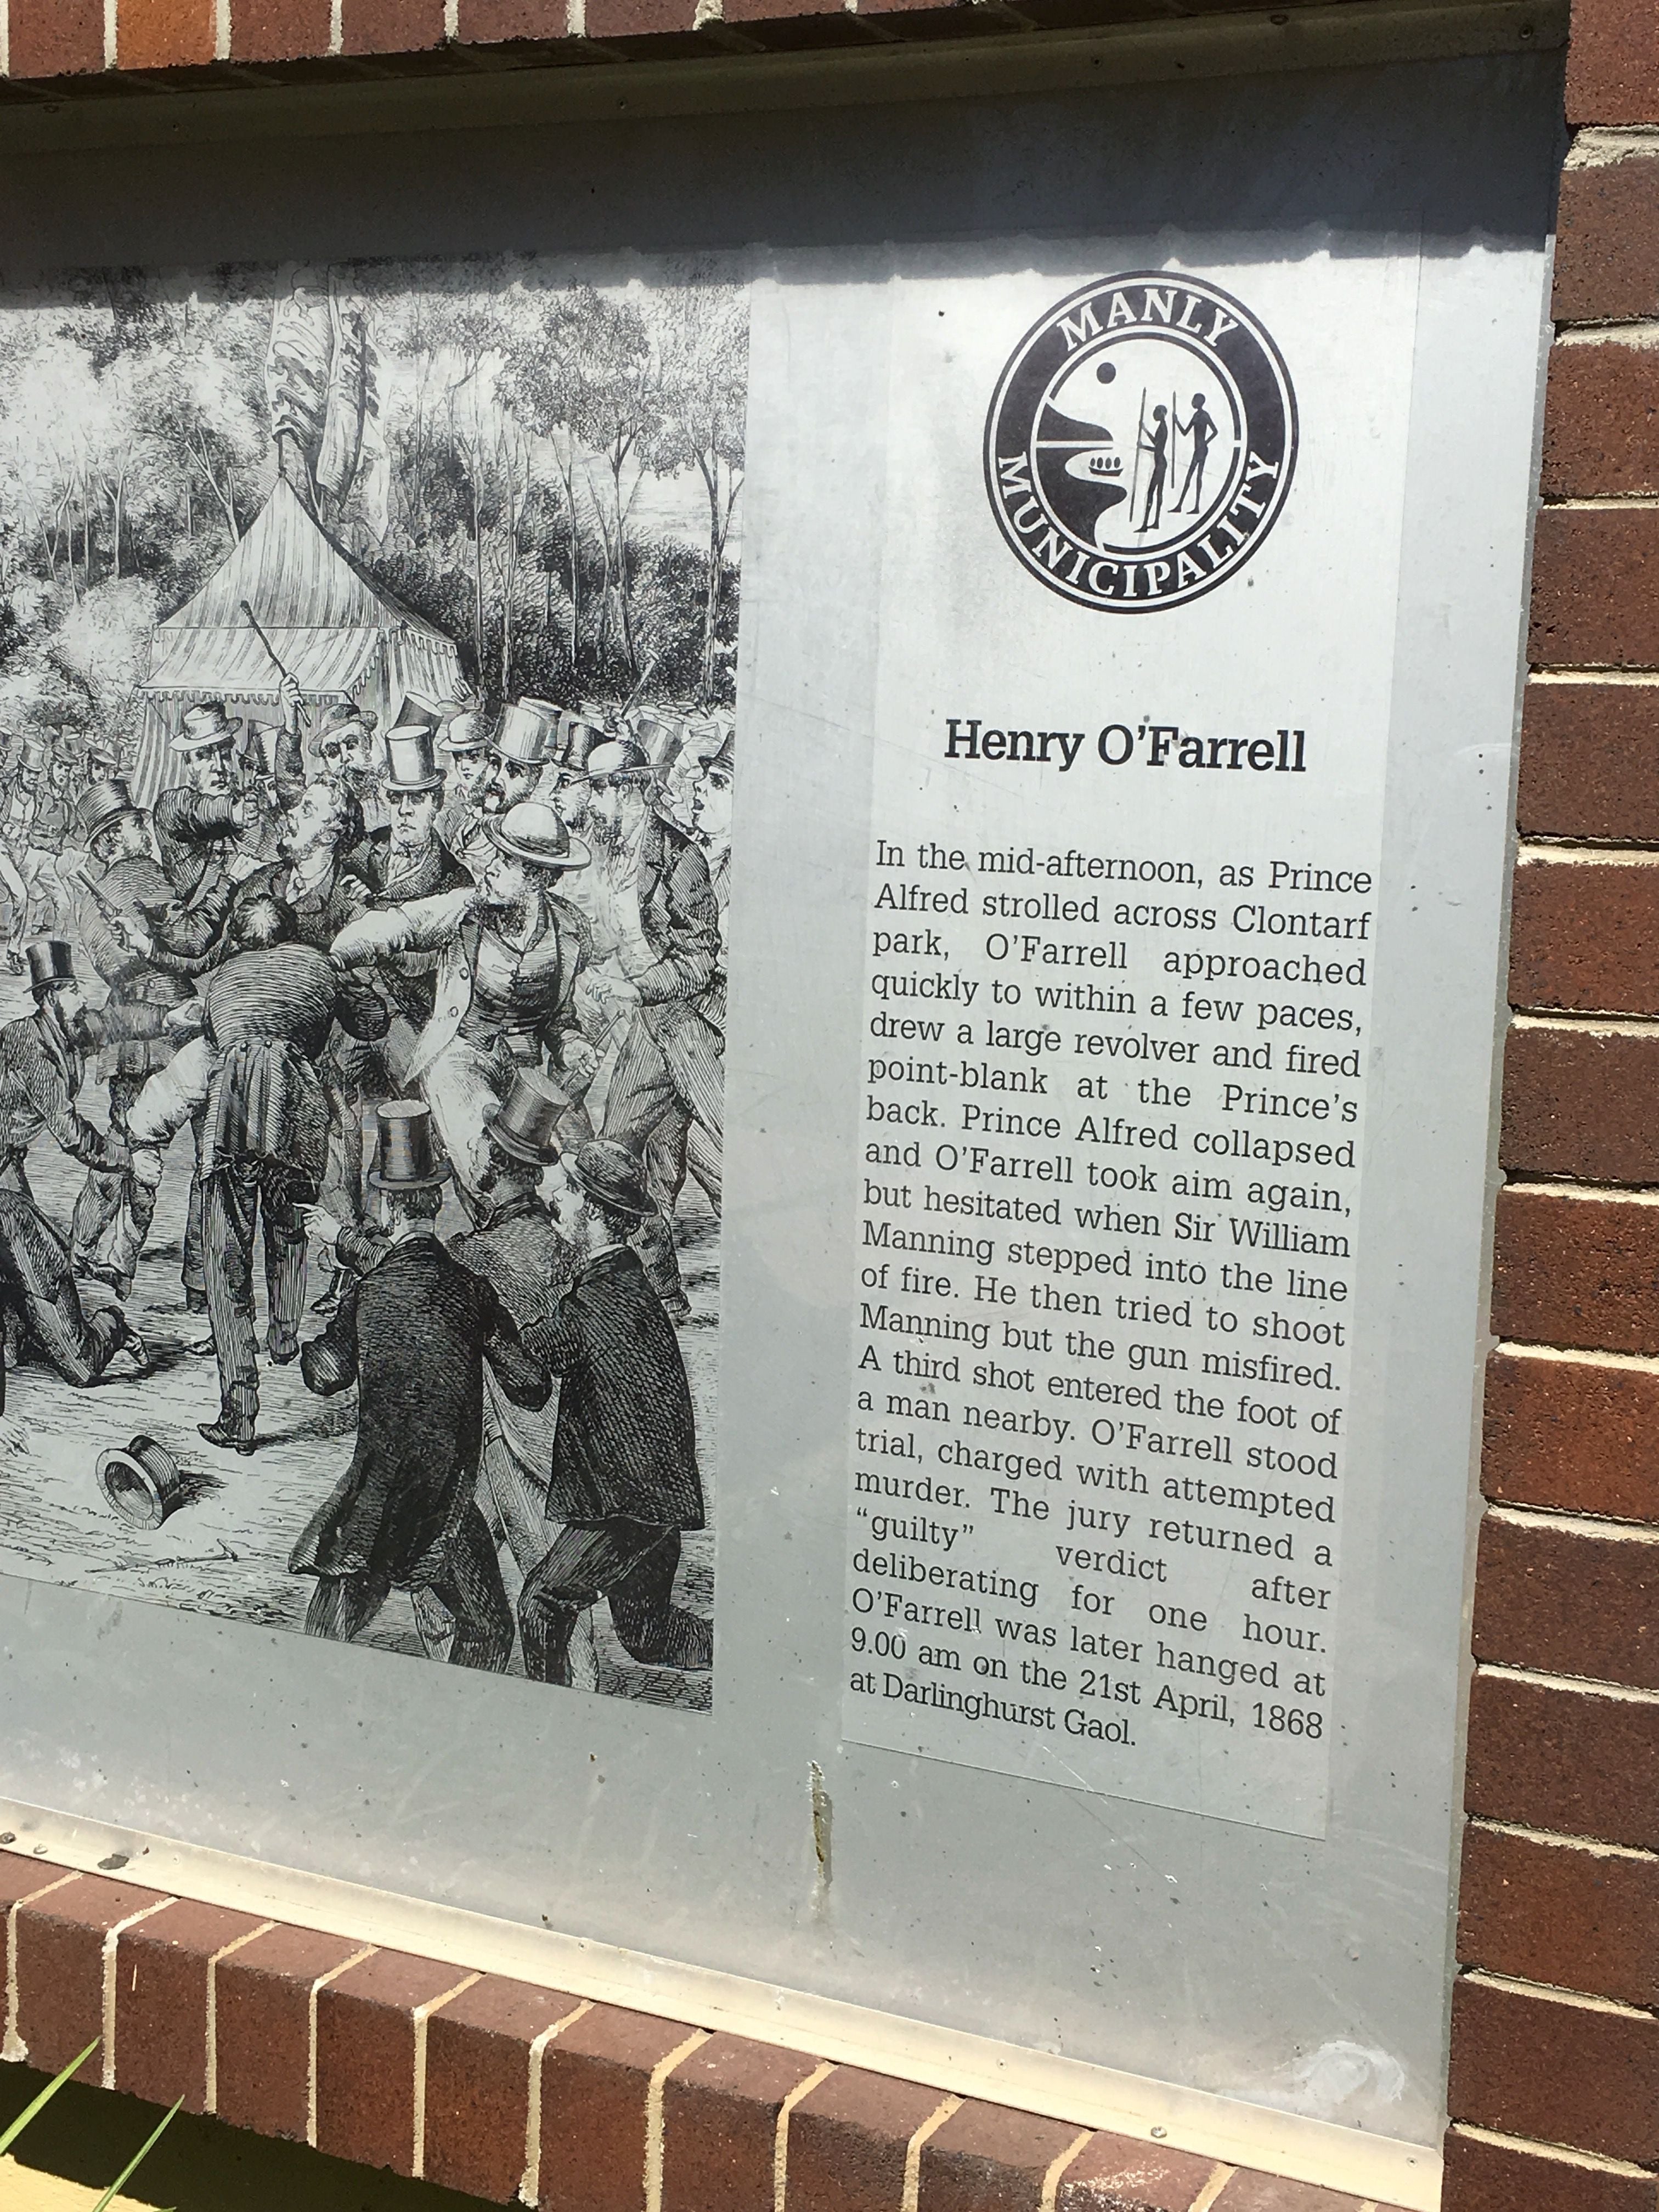 MANLY
MUNICIPALITY
Henry O'Farrell
In the mid-afternoon, as Prince
Alfred strolled across Clontarf
park, O'Farrell approached
quickly to within a few paces,
drew a large revolver and fired
point-blank at the Prince's
back. Prince Alfred collapsed
and O'Farrell took aim again,
but hesitated when Sir William
Manning stepped into the line
of fire. He then tried to shoot
Manning but the gun misfired.
A third shot entered the foot of
a man nearby. O'Farrell stood
trial, charged with attempted
murder. The jury returned a
"guilty" verdict after
deliberating for one hour.
O'Farrell was later hanged at
9.00 am on the 21st April, 1868
at Darlinghurst Gaol.